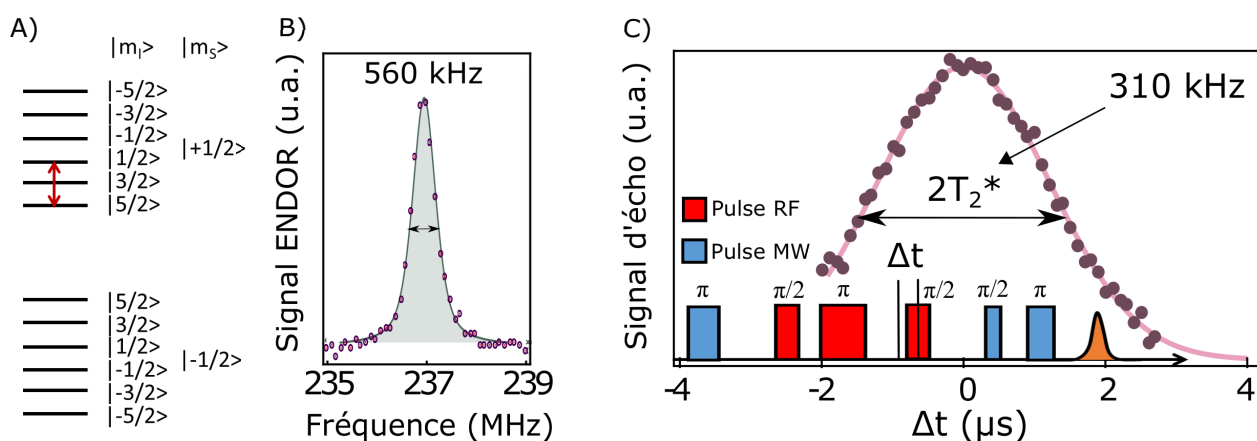 A)
|mI> |mS>
|-5/2>
|-3/2>
|-1/2>
|1/2>
|3/2>
|5/2>
|+1/2>
|5/2>
|3/2>
|1/2>
|-1/2>
|-3/2>
|-5/2>
|-1/2>
B)
560 kHz
Signal ENDOR (u.a.)
235 237 239
Fréquence (MHz)
C)
310 kHz
2T2*
Signal d'écho (u.a.)
Pulse RF
Pulse MW
Δt
π π/2 π π/2 π/2 π
-4 -2 0 2 4
Δt (μs)